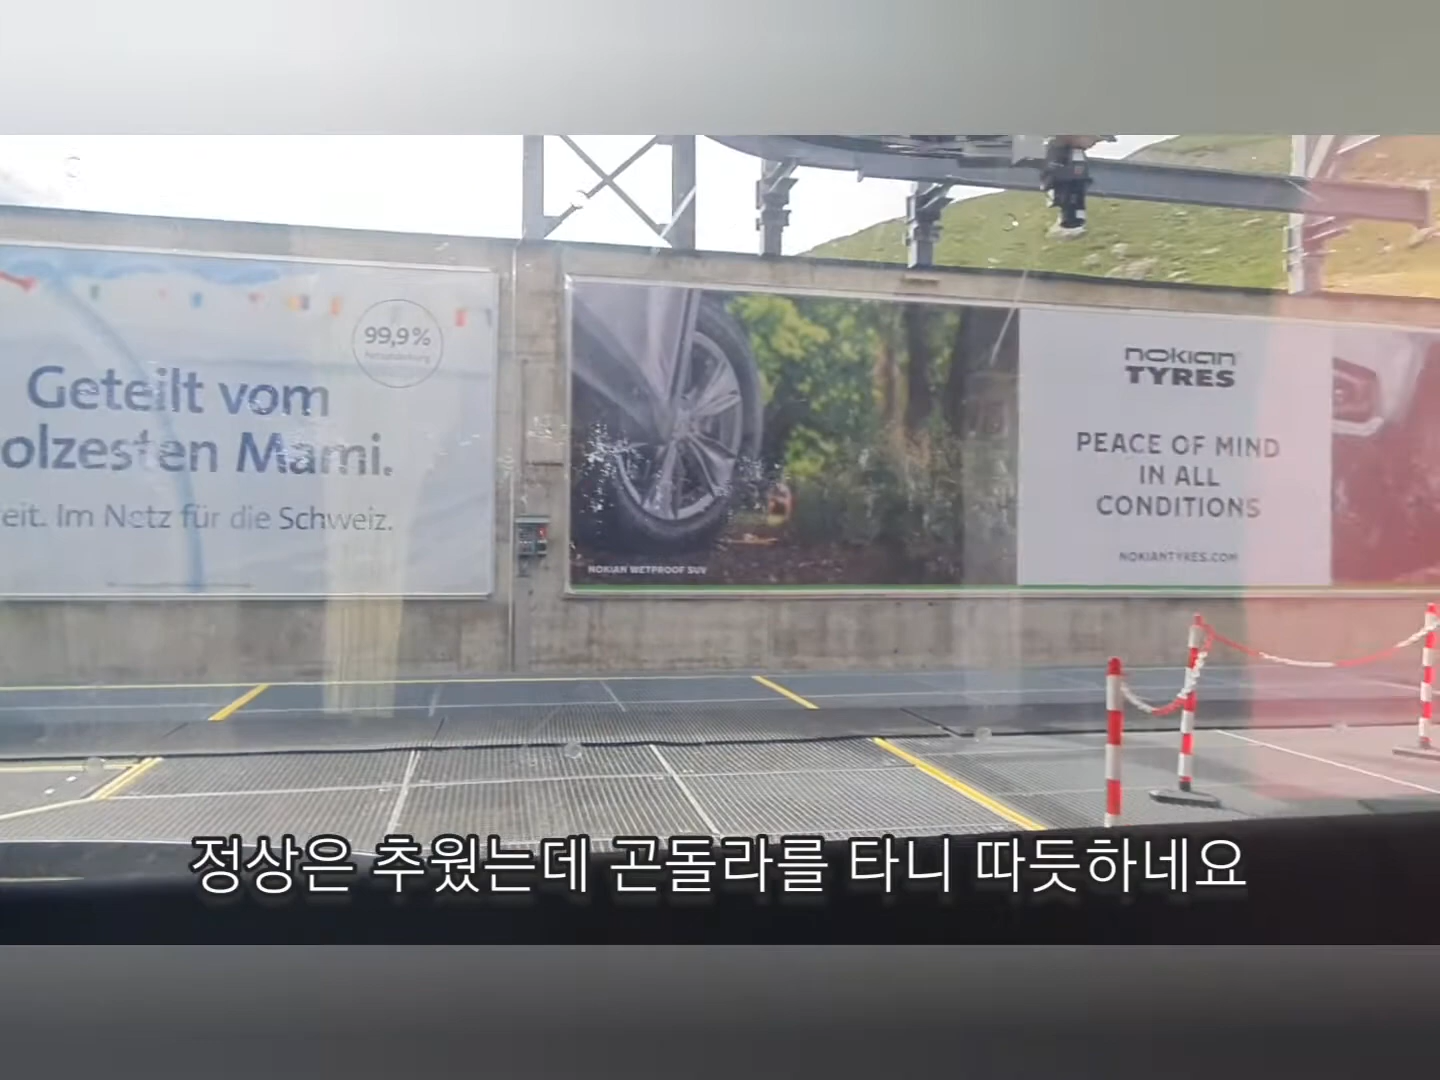 99,9%
Geteilt vom
olzesten Mami.
eit. Im Netz für die Schweiz.
nokian
TYRES
PEACE OF MIND
IN ALL
CONDITIONS
NOKIANTYRES.COM
NOKIAN WETPROOF SUV
정상은 추웠는데 곤돌라를 타니 따듯하네요